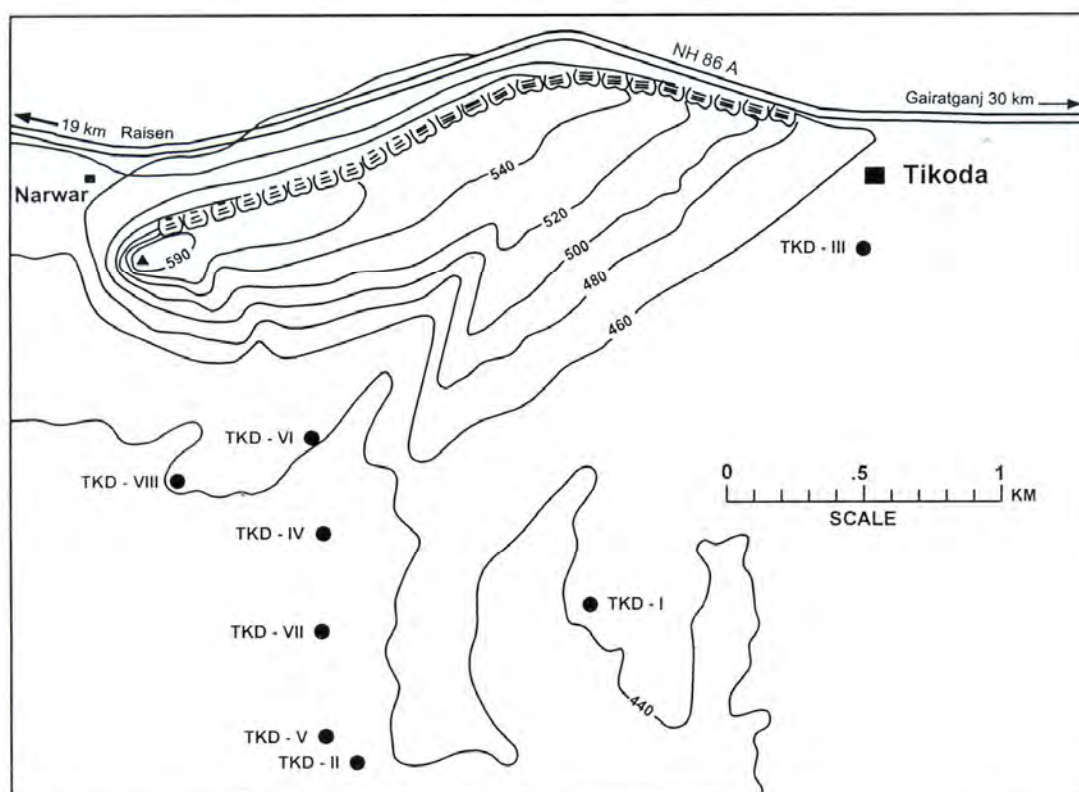 NH 86 A
Gairatganj 30 km
19 km Raisen
Narwar
Tikoda
540
520
TKD - III
590
500
480
460
TKD - VI
0 .5 1
KM
SCALE
TKD - VIII
TKD - IV
TKD - I
TKD - VII
440
TKD - V
TKD - II